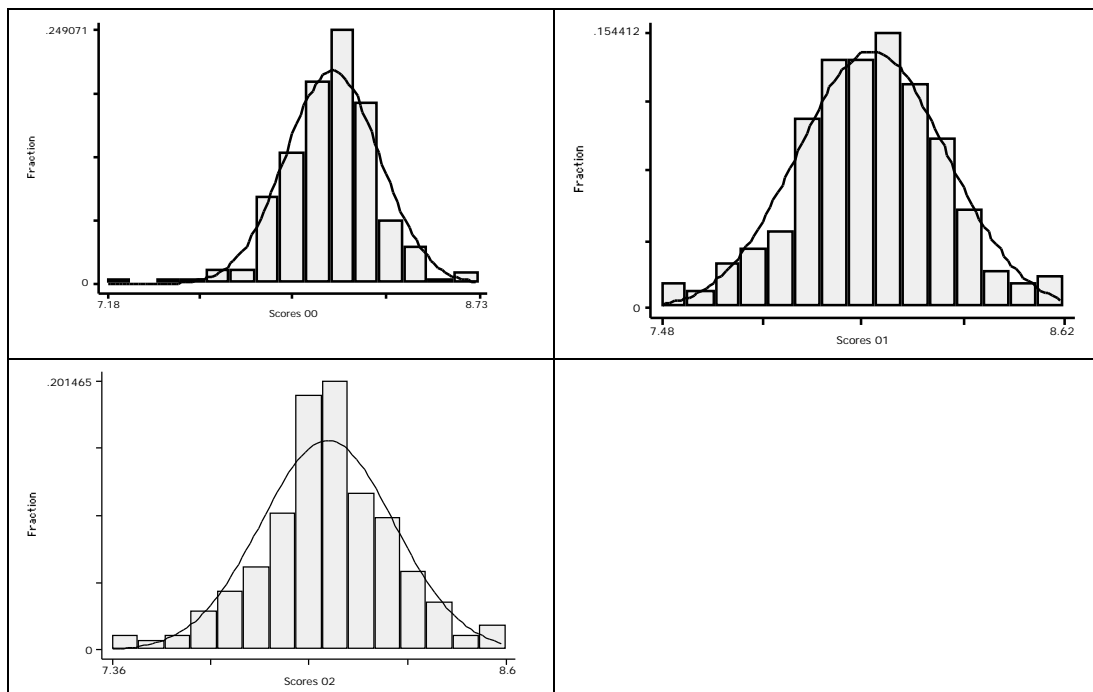 .249071
Fraction
0
7.18
8.73
Scores 00
.154412
Fraction
0
7.48
8.62
Scores 01
.201465
Fraction
0
7.36
8.6
Scores 02